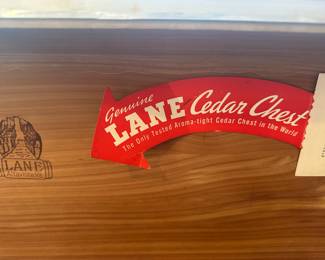 Genuine
LANE Cedar Chest
The Only Tested Aroma-tight Cedar Chest in the World
LANE